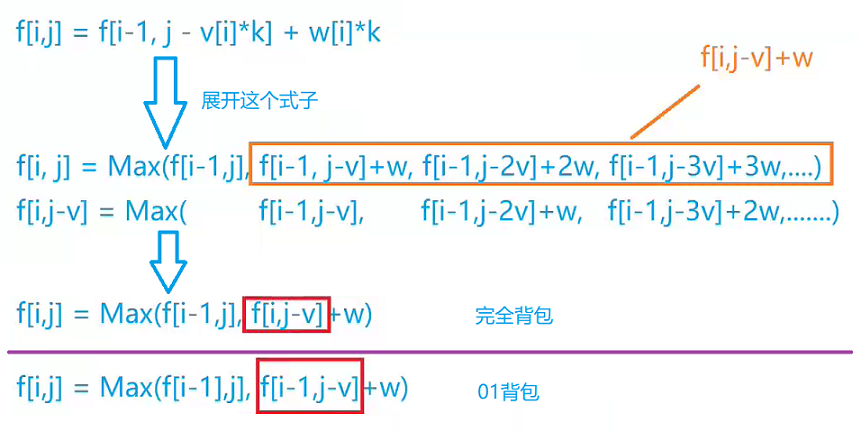 f[i,j] = f[i-1, j - v[i]*k] + w[i]*k
f[i,j-v]+w
展开这个式子
f[i, j] = Max(f[i-1,j], f[i-1, j-v]+w, f[i-1,j-2v]+2w, f[i-1,j-3v]+3w,....)
f[i,j-v] = Max( f[i-1,j-v], f[i-1,j-2v]+w, f[i-1,j-3v]+2w,.......)
f[i,j] = Max(f[i-1,j], f[i,j-v]+w) 完全背包
f[i,j] = Max(f[i-1],j], f[i-1,j-v]+w) 01背包